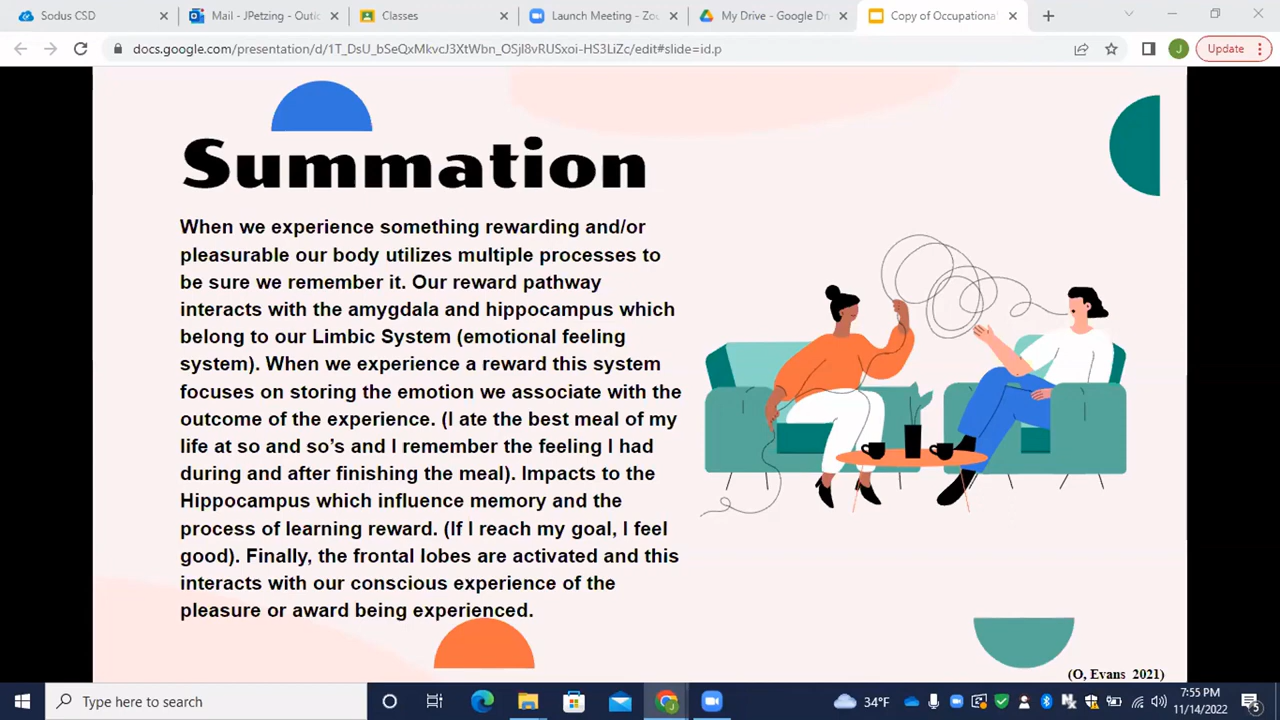 Sodus CSD
Mail - JPetzing - Outlo
Classes
Launch Meeting - Zoo
My Drive - Google Dri
Copy of Occupational
docs.google.com/presentation/d/1T_DsU_bSeQxMkvcJ3XtWbn_OSjI8vRUSxoi-HS3LiZc/edit#slide=id.p
J
Update
Summation
When we experience something rewarding and/or
pleasurable our body utilizes multiple processes to
be sure we remember it. Our reward pathway
interacts with the amygdala and hippocampus which
belong to our Limbic System (emotional feeling
system). When we experience a reward this system
focuses on storing the emotion we associate with the
outcome of the experience. (I ate the best meal of my
life at so and so's and I remember the feeling I had
during and after finishing the meal). Impacts to the
Hippocampus which influence memory and the
process of learning reward. (If I reach my goal, I feel
good). Finally, the frontal lobes are activated and this
interacts with our conscious experience of the
pleasure or award being experienced.
(O, Evans 2021)
Type here to search
34°F
7:55 PM
11/14/2022
5